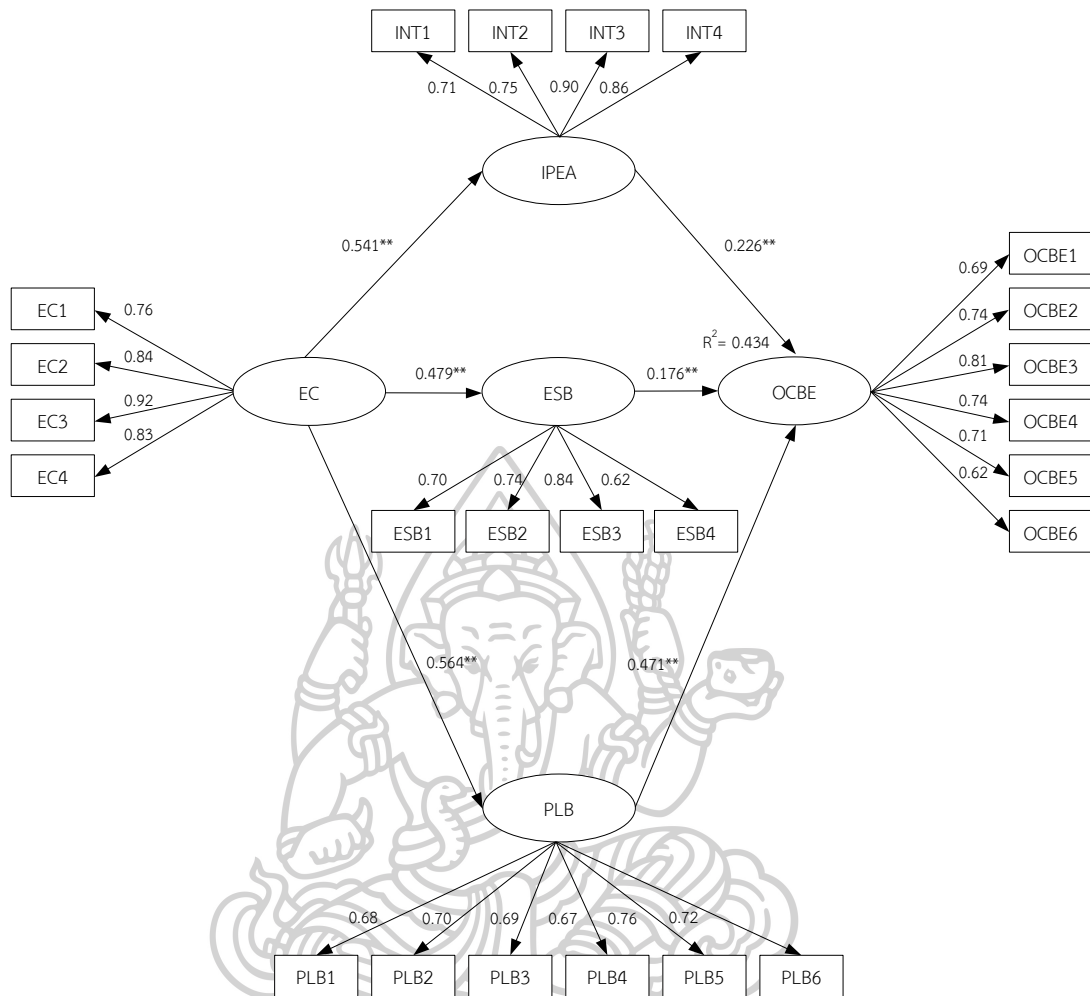 INT1 INT2 INT3 INT4
0.71 0.75 0.90 0.86
IPEA
0.541** 0.226**
EC1
EC2
EC3
EC4
0.76
0.84
0.92
0.83
EC
0.479**
ESB
0.176**
R²= 0.434
OCBE
0.69
0.74
0.81
0.74
0.71
0.62
OCBE1
OCBE2
OCBE3
OCBE4
OCBE5
OCBE6
0.70 0.74 0.84 0.62
ESB1 ESB2 ESB3 ESB4
0.564** 0.471**
PLB
0.68 0.70 0.69 0.67 0.76 0.72
PLB1 PLB2 PLB3 PLB4 PLB5 PLB6